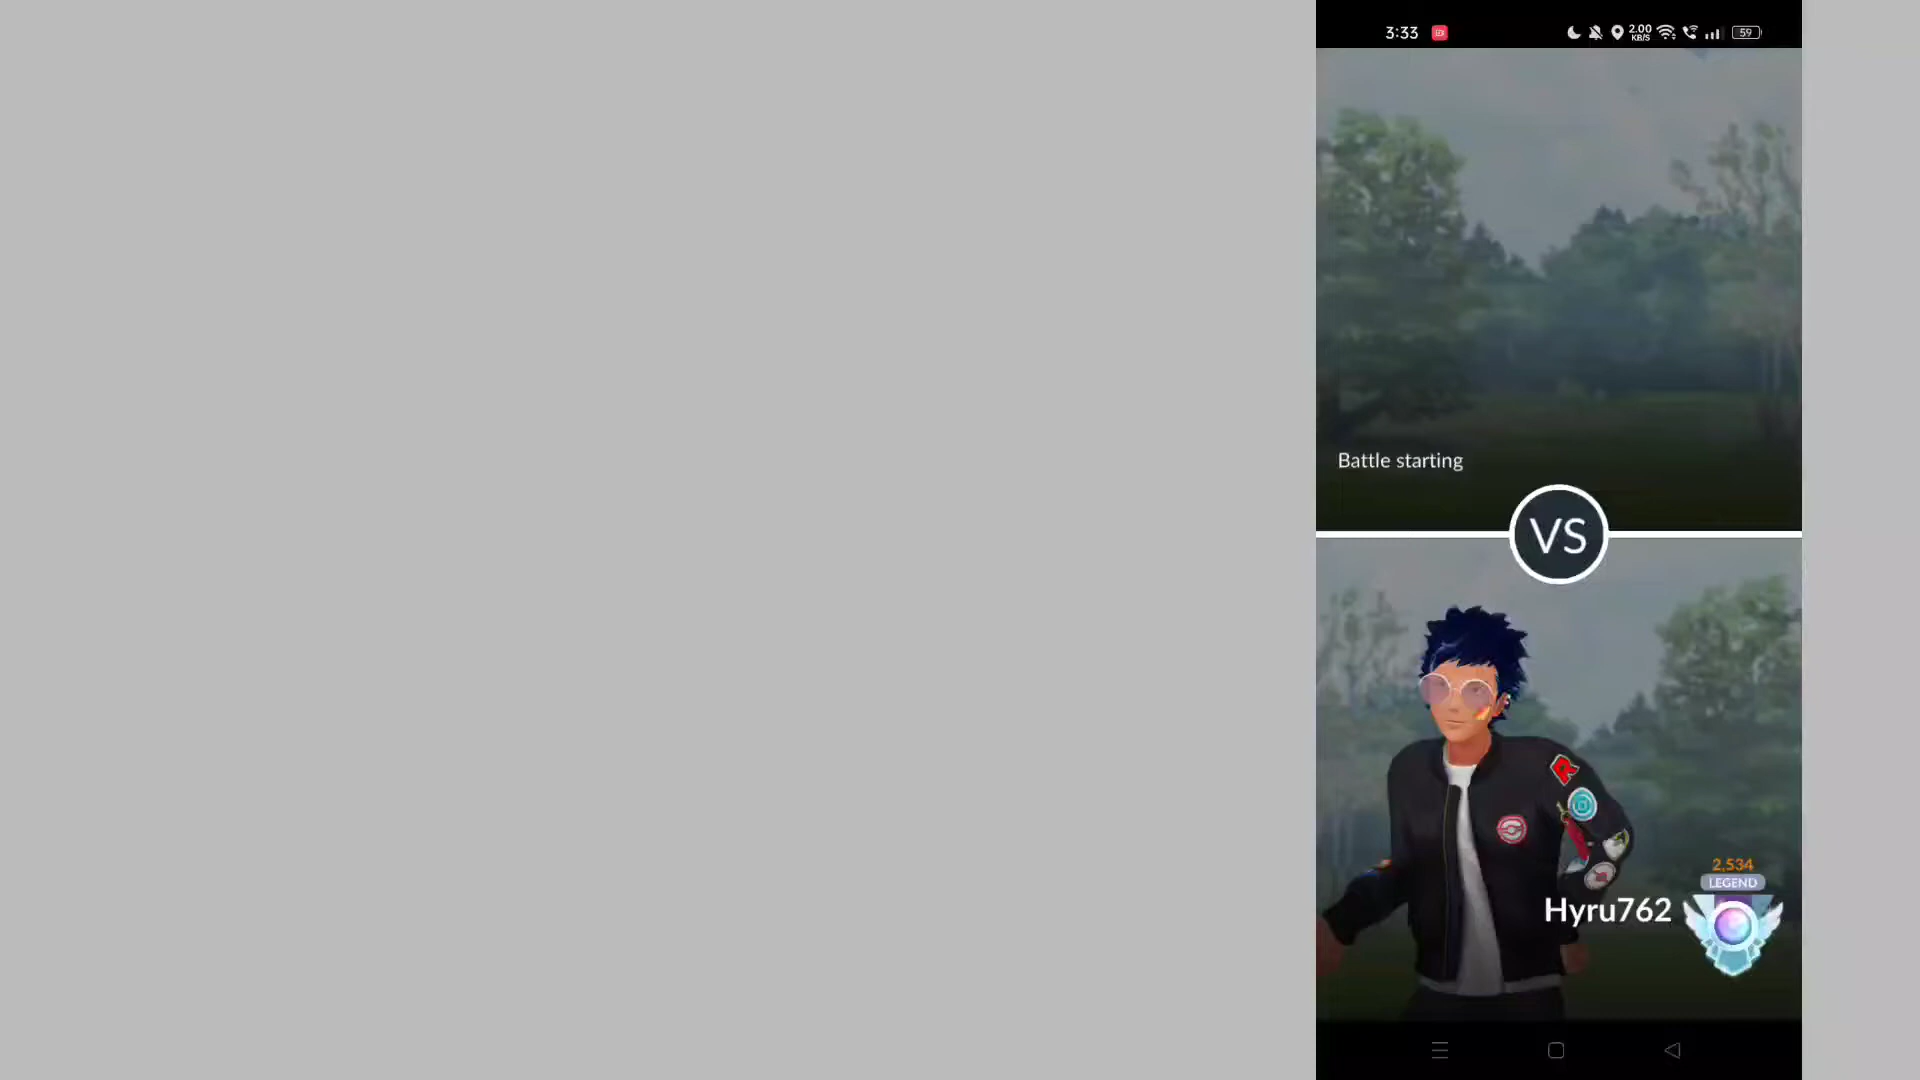 3:33
2.00
KB/S
59
Battle starting
VS
R
2,534
LEGEND
Hyru762